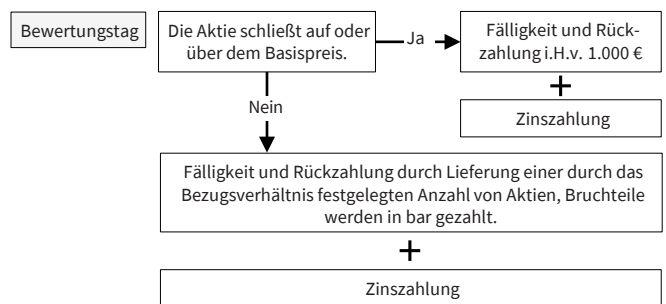 Bewertungstag
Die Aktie schließt auf oder
über dem Basispreis.
Ja
Fälligkeit und Rück-
zahlung i.H.v. 1.000 €
+
Zinszahlung
Nein
Fälligkeit und Rückzahlung durch Lieferung einer durch das
Bezugsverhältnis festgelegten Anzahl von Aktien, Bruchteile
werden in bar gezahlt.
+
Zinszahlung